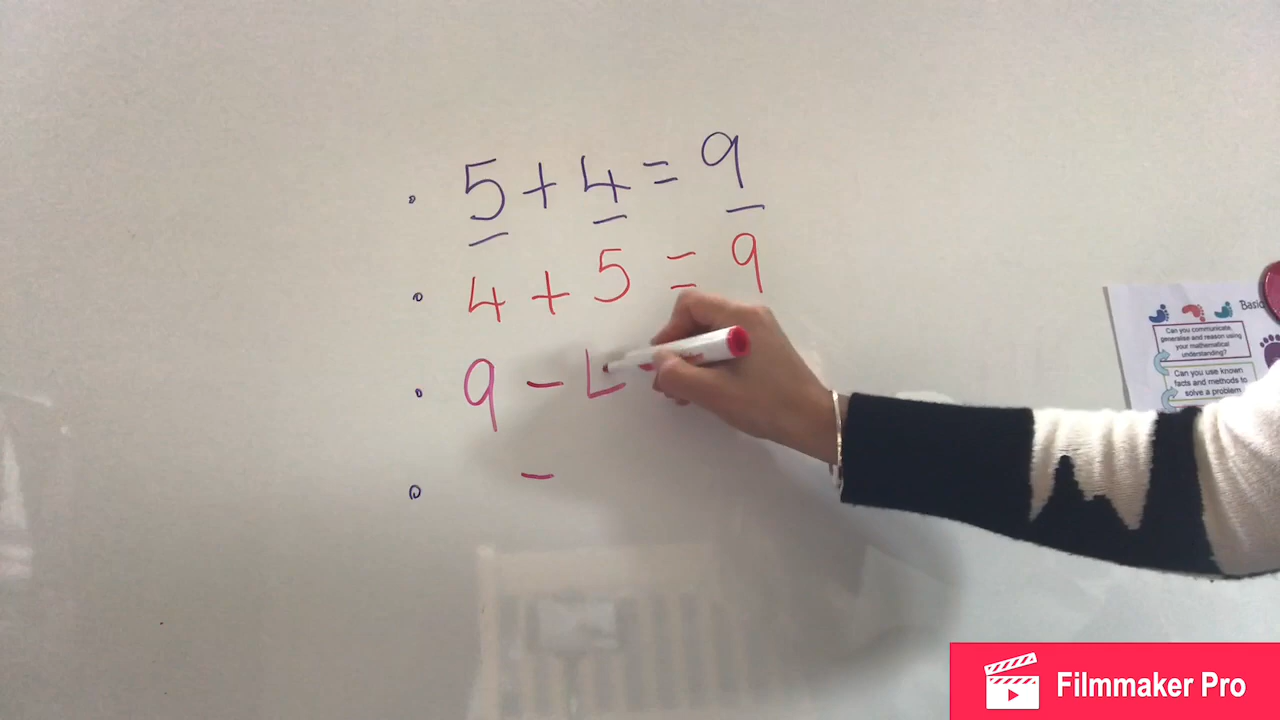 5 + 4 = 9
4 + 5 = 9
9 -
-
Basic
Can you communicate,
generalise and reason using
your mathematical
understanding?
Can you use known
facts and methods to
solve a problem
Filmmaker Pro